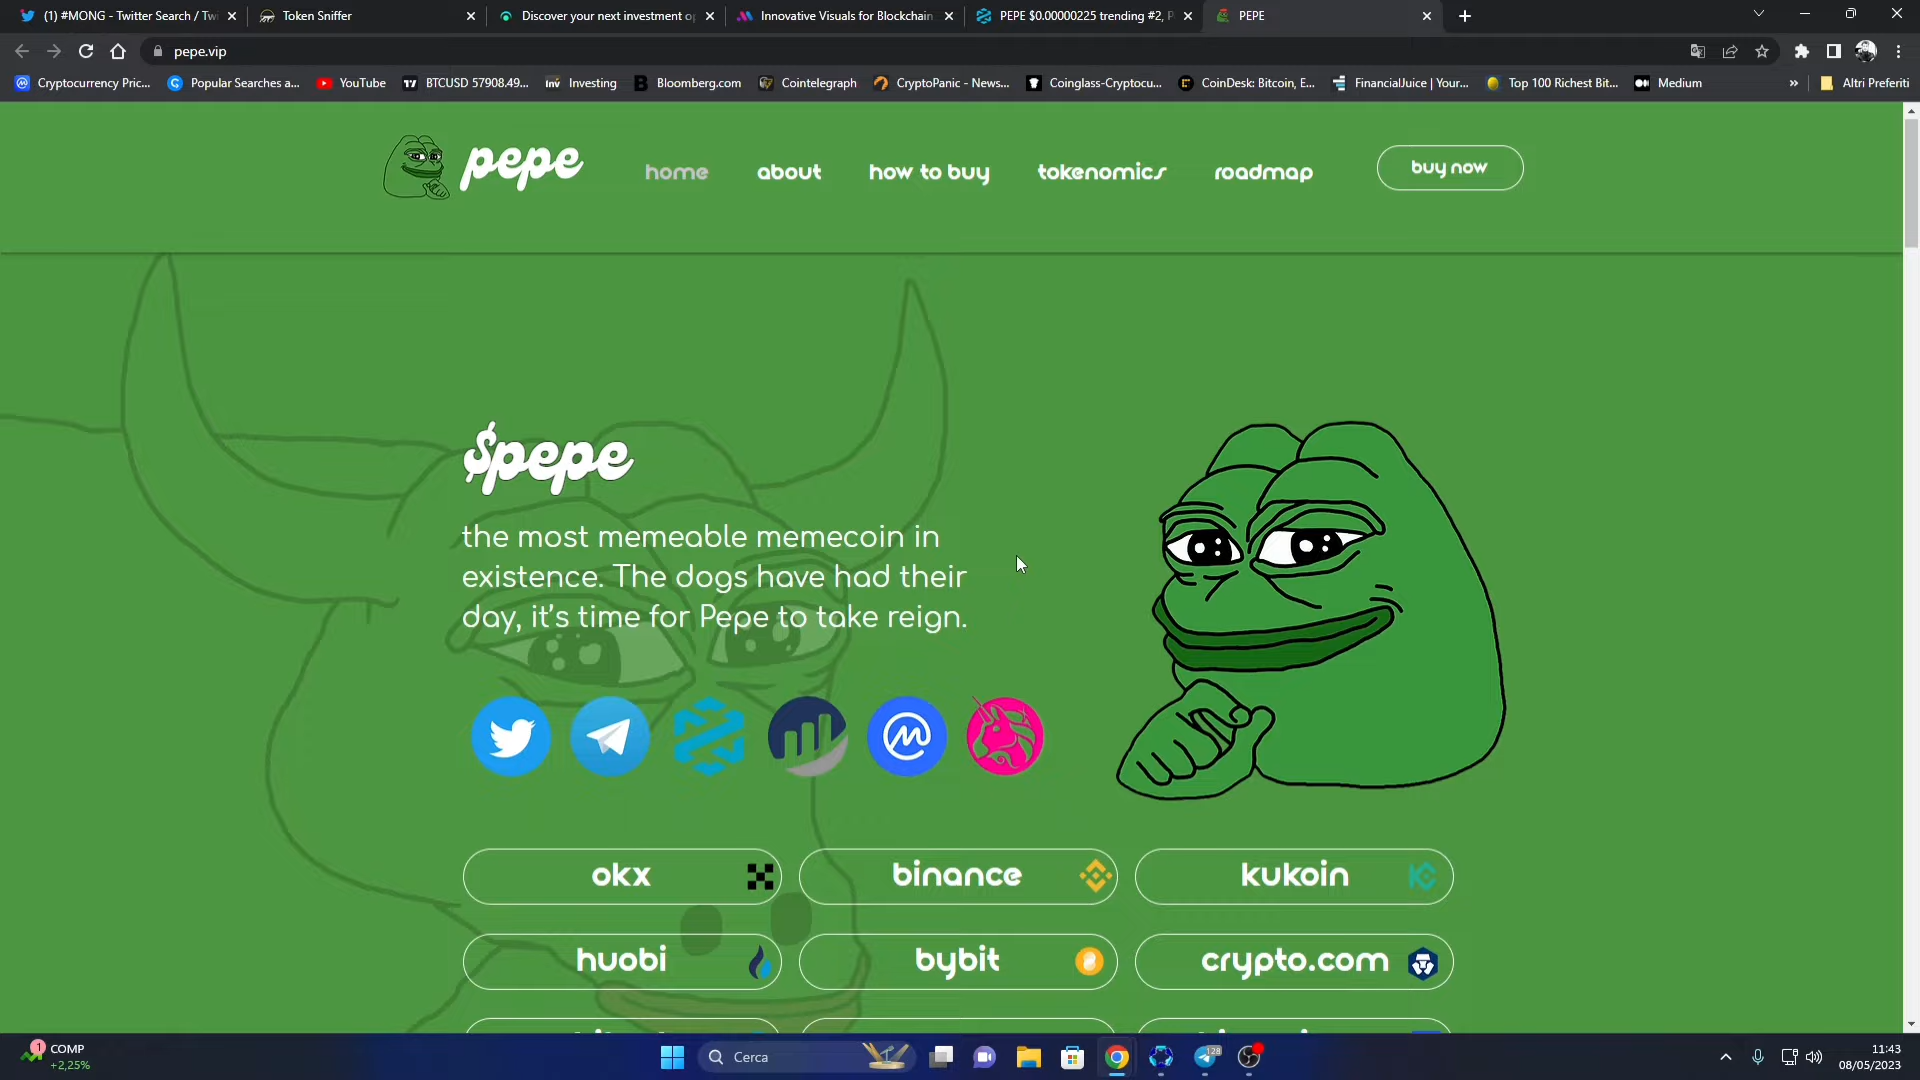 (1) #MONG - Twitter Search / Tw
Token Sniffer
Discover your next investment op
Innovative Visuals for Blockchain
PEPE $0.00000225 trending #2, P
PEPE
pepe.vip
Cryptocurrency Pric...
Popular Searches a...
YouTube
BTCUSD 57908.49...
Investing
Bloomberg.com
Cointelegraph
CryptoPanic - News...
Coinglass-Cryptocu...
CoinDesk: Bitcoin, E...
FinancialJuice | Your...
Top 100 Richest Bit...
Medium
»
Altri Preferiti
pepe
home
about
how to buy
tokenomics
roadmap
buy now
$pepe
the most memeable memecoin in
existence. The dogs have had their
day, it's time for Pepe to take reign.
okx
binance
kukoin
huobi
bybit
crypto.com
1
COMP
+2,25%
Cerca
128
11:43
08/05/2023